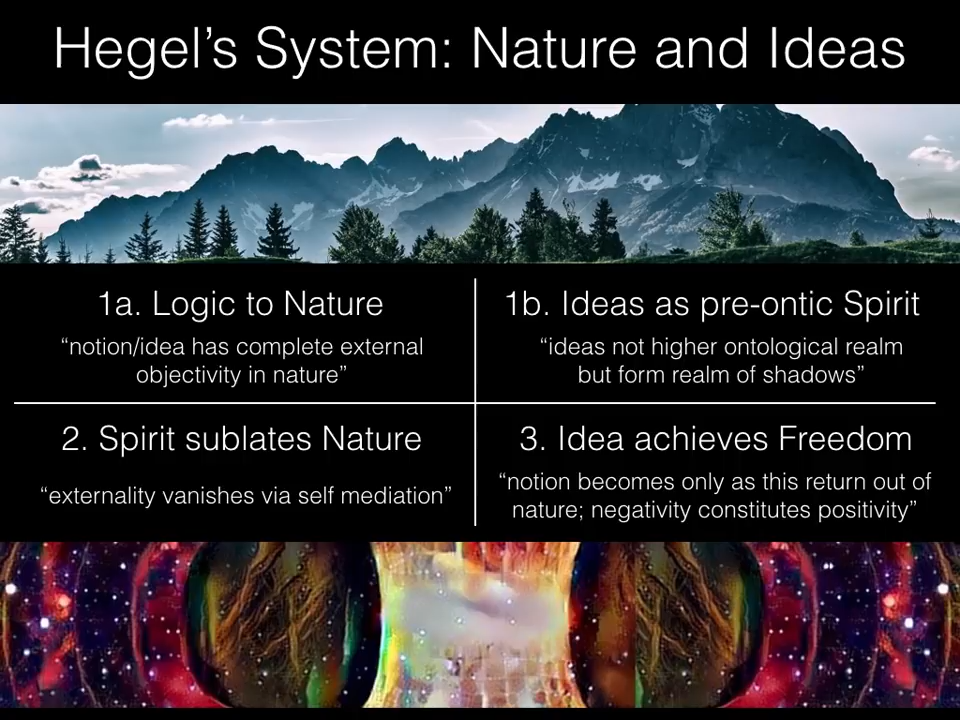 Hegel’s System: Nature and Ideas
1a. Logic to Nature
“notion/idea has complete external
objectivity in nature”
1b. Ideas as pre-ontic Spirit
“ideas not higher ontological realm
but form realm of shadows”
2. Spirit sublates Nature
“externality vanishes via self mediation”
3. Idea achieves Freedom
“notion becomes only as this return out of
nature; negativity constitutes positivity”